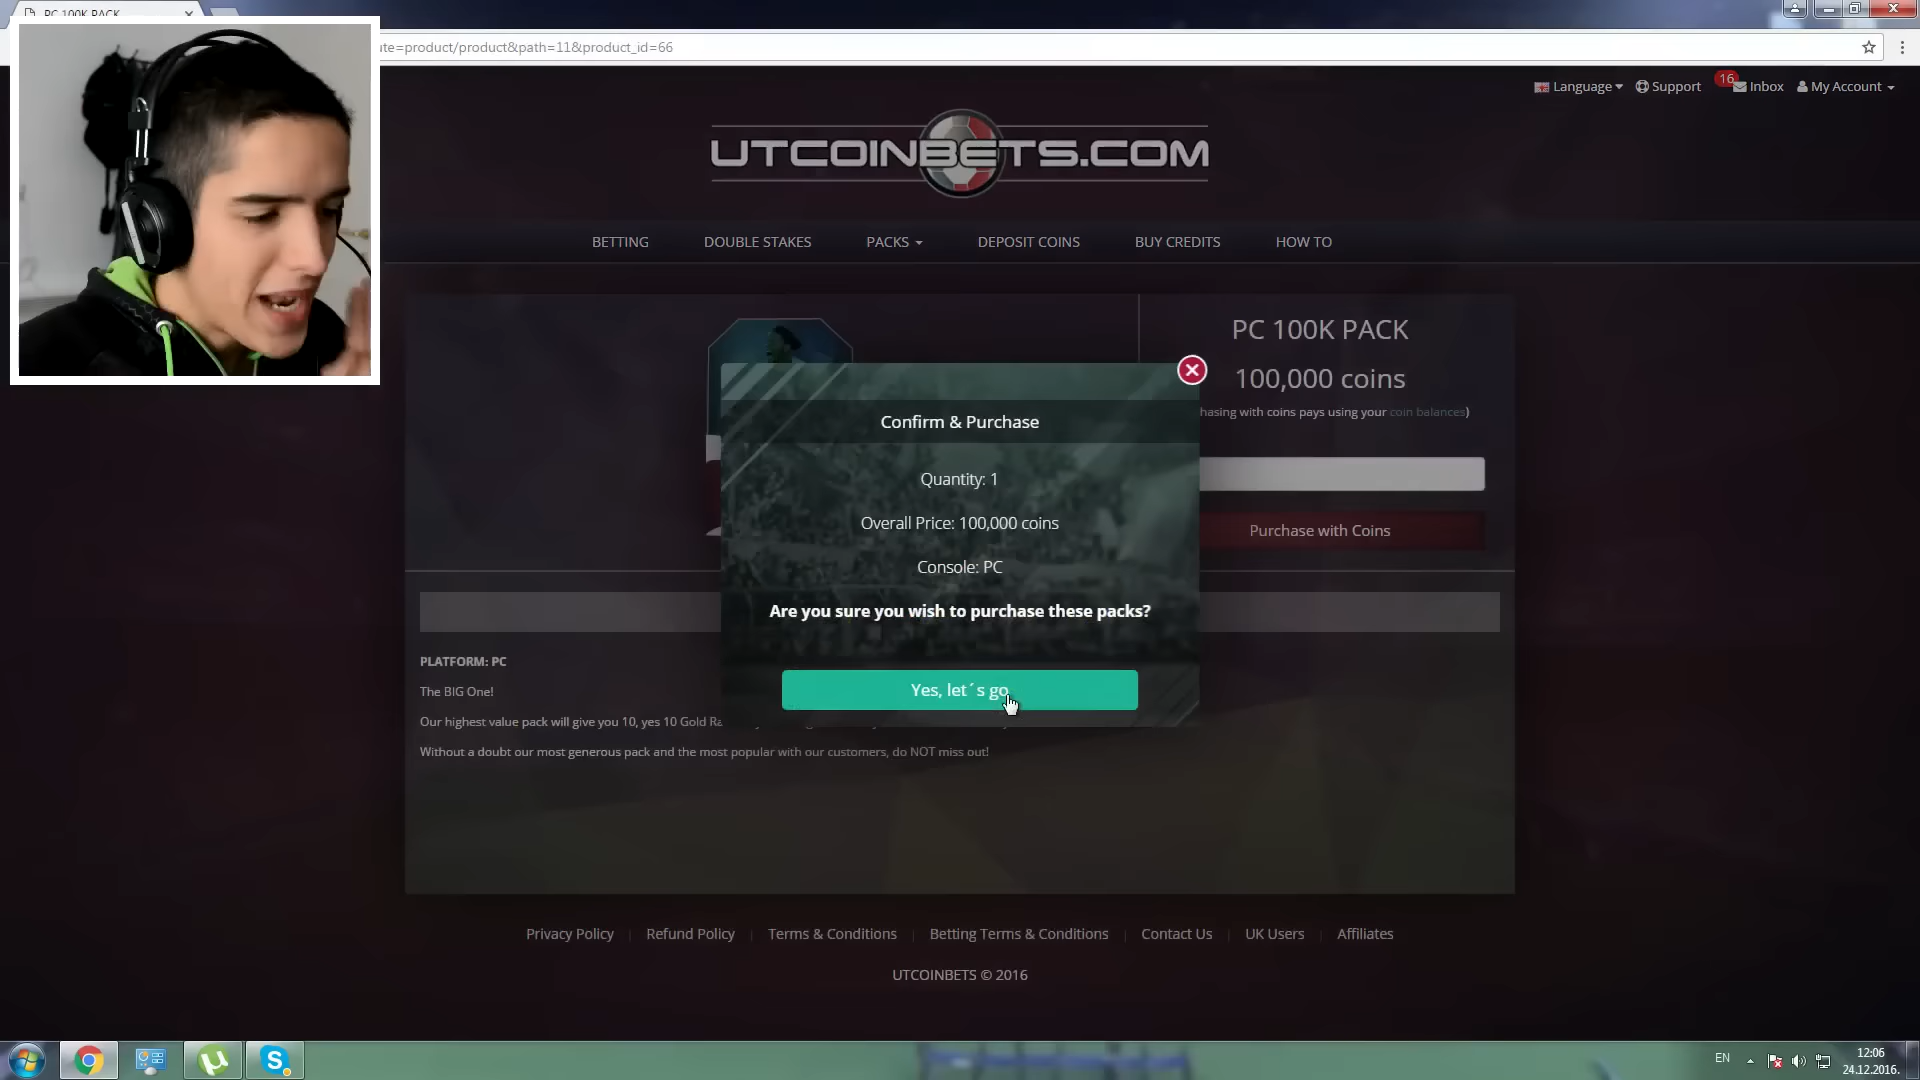 PC 100K PACK
te=product/product&path=11&product_id=66
Language
Support
16
Inbox
My Account
UTCOINBETS.COM
BETTING
DOUBLE STAKES
PACKS
DEPOSIT COINS
BUY CREDITS
HOW TO
PC 100K PACK
100,000 coins
hasing with coins pays using your coin balances)
Purchase with Coins
Confirm & Purchase
Quantity: 1
Overall Price: 100,000 coins
Console: PC
Are you sure you wish to purchase these packs?
Yes, let´s go
PLATFORM: PC
The BIG One!
Our highest value pack will give you 10, yes 10 Gold Ra
Without a doubt our most generous pack and the most popular with our customers, do NOT miss out!
Privacy Policy
Refund Policy
Terms & Conditions
Betting Terms & Conditions
Contact Us
UK Users
Affiliates
UTCOINBETS © 2016
EN
12:06
24.12.2016.